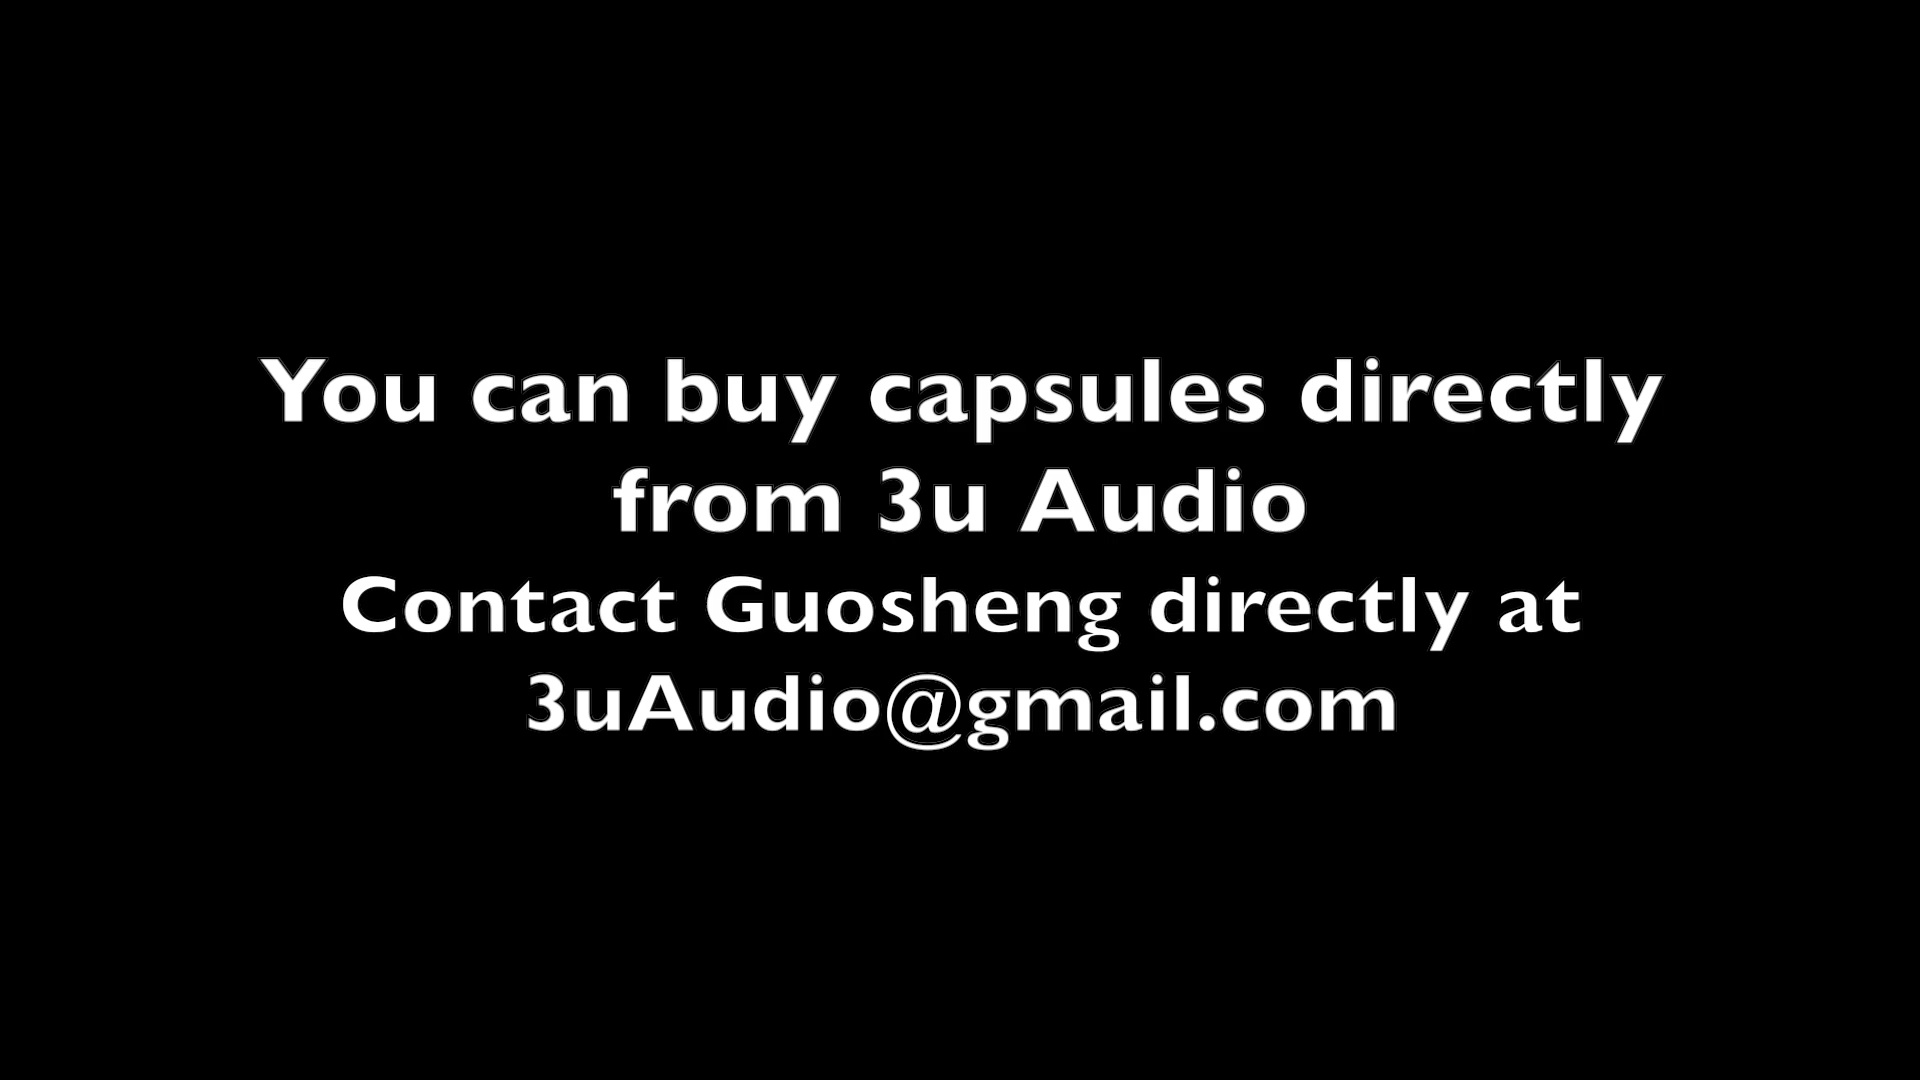 You can buy capsules directly
from 3u Audio
Contact Guosheng directly at
3uAudio@gmail.com